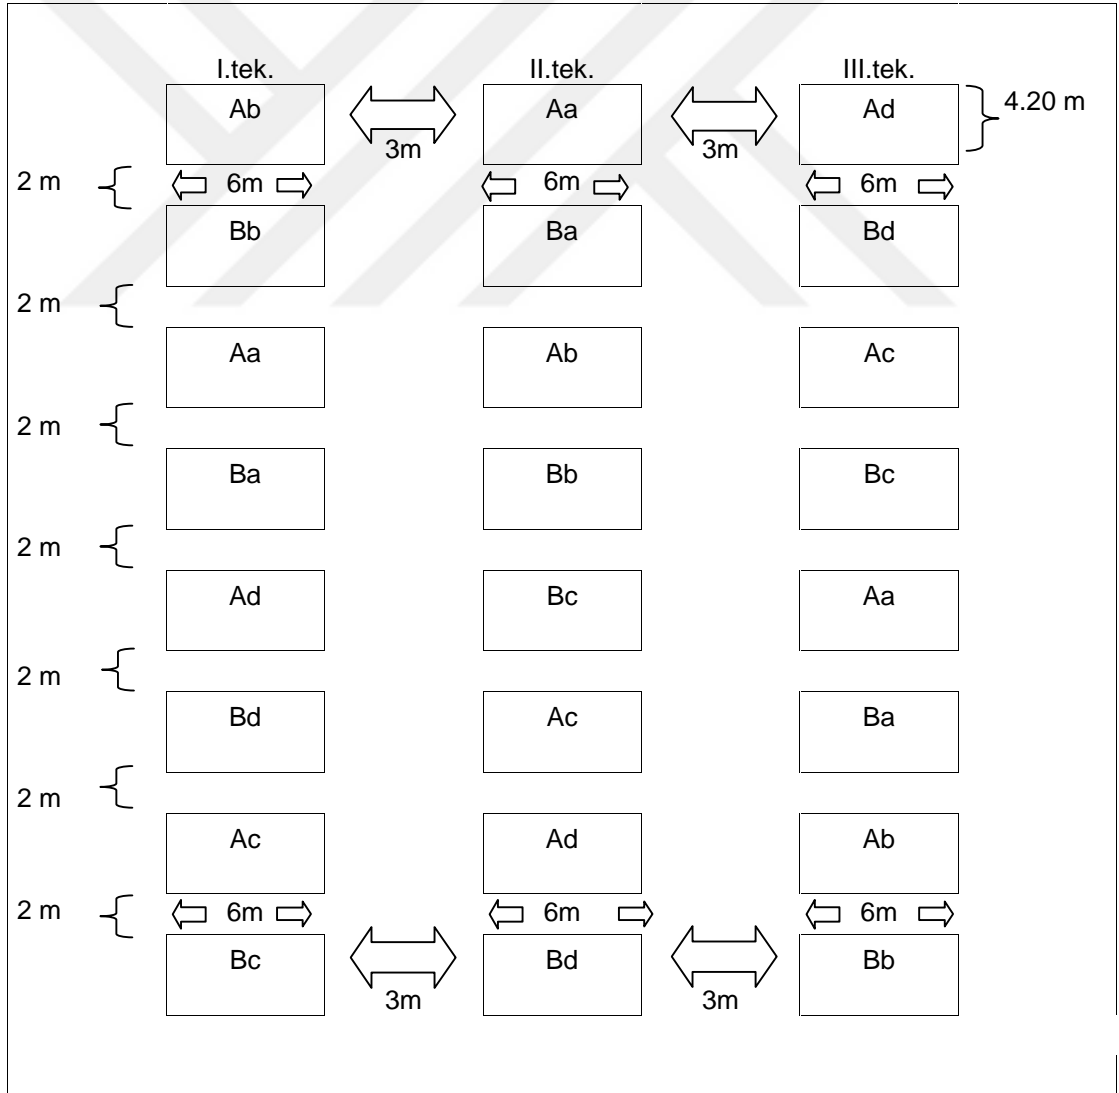 I.tek. II.tek. III.tek.
Ab Aa Ad 4.20 m
3m 3m
2 m 6m 6m 6m
Bb Ba Bd
2 m
Aa Ab Ac
2 m
Ba Bb Bc
2 m
Ad Bc Aa
2 m
Bd Ac Ba
2 m
Ac Ad Ab
2 m 6m 6m 6m
Bc Bd Bb
3m 3m